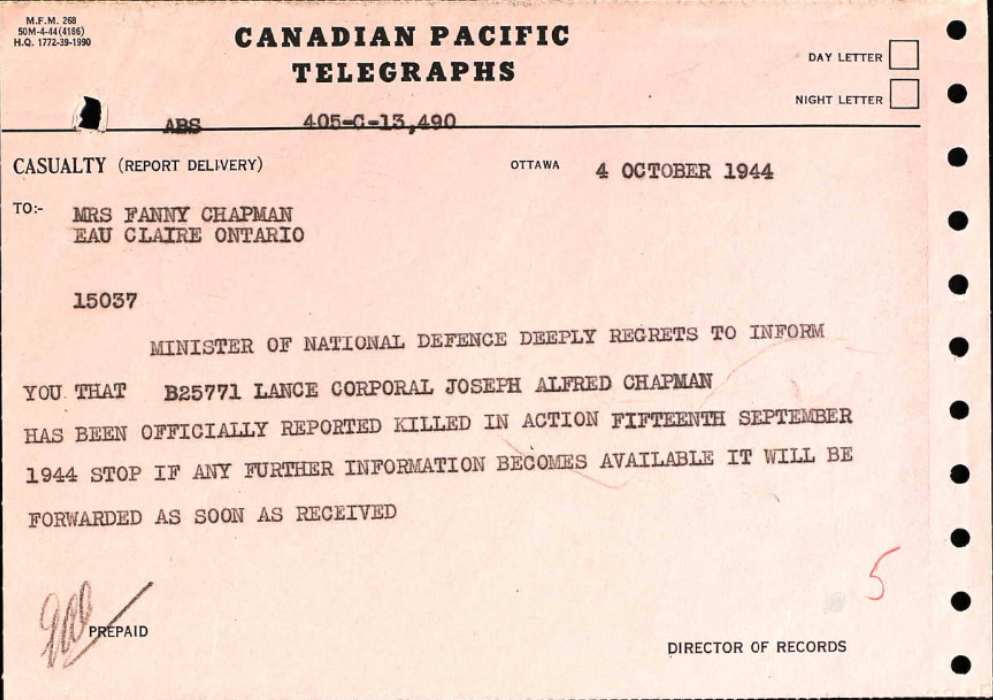 M.F.M. 268
50M-4-44(4186)
H.Q. 1772-39-1990
CANADIAN PACIFIC
TELEGRAPHS
DAY LETTER
NIGHT LETTER
ABS 405-C-13,490
CASUALTY (REPORT DELIVERY) OTTAWA 4 OCTOBER 1944
TO:- MRS FANNY CHAPMAN
EAU CLAIRE ONTARIO
15037
MINISTER OF NATIONAL DEFENCE DEEPLY REGRETS TO INFORM
YOU THAT B25771 LANCE CORPORAL JOSEPH ALFRED CHAPMAN
HAS BEEN OFFICIALLY REPORTED KILLED IN ACTION FIFTEENTH SEPTEMBER
1944 STOP IF ANY FURTHER INFORMATION BECOMES AVAILABLE IT WILL BE
FORWARDED AS SOON AS RECEIVED
5
PREPAID
DIRECTOR OF RECORDS